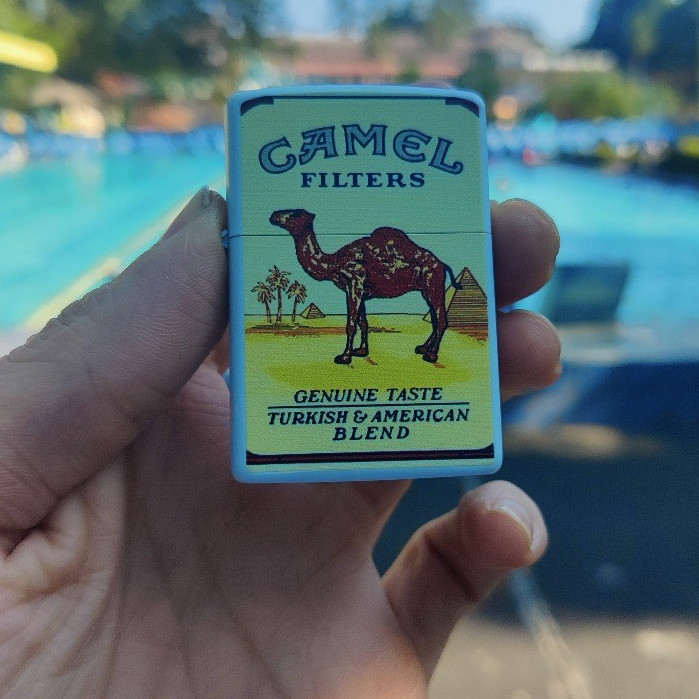 CAMEL
FILTERS
GENUINE TASTE
TURKISH & AMERICAN
BLEND